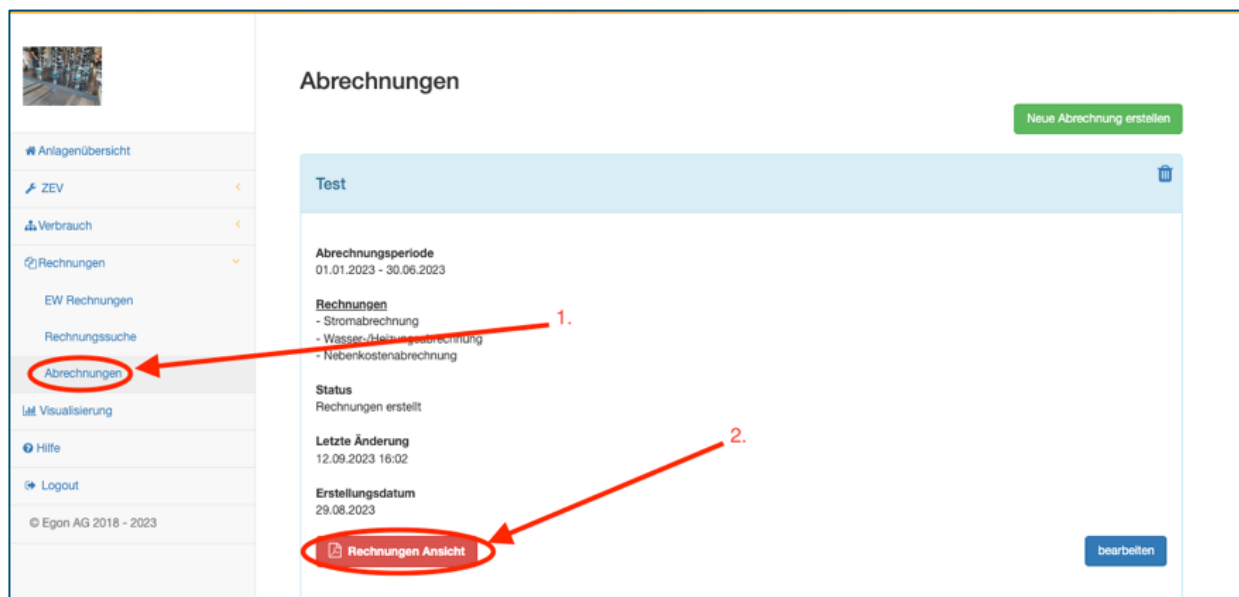 Abrechnungen
Neue Abrechnung erstellen
Anlagenübersicht
ZEV
Verbrauch
Rechnungen
EW Rechnungen
Rechnungssuche
Abrechnungen
Visualisierung
Hilfe
Logout
© Egon AG 2018 - 2023
Test
Abrechnungsperiode
01.01.2023 - 30.06.2023
Rechnungen
- Stromabrechnung
- Wasser-/Heizungsabrechnung
- Nebenkostenabrechnung
1.
Status
Rechnungen erstellt
Letzte Änderung
12.09.2023 16:02
2.
Erstellungsdatum
29.08.2023
Rechnungen Ansicht
bearbeiten